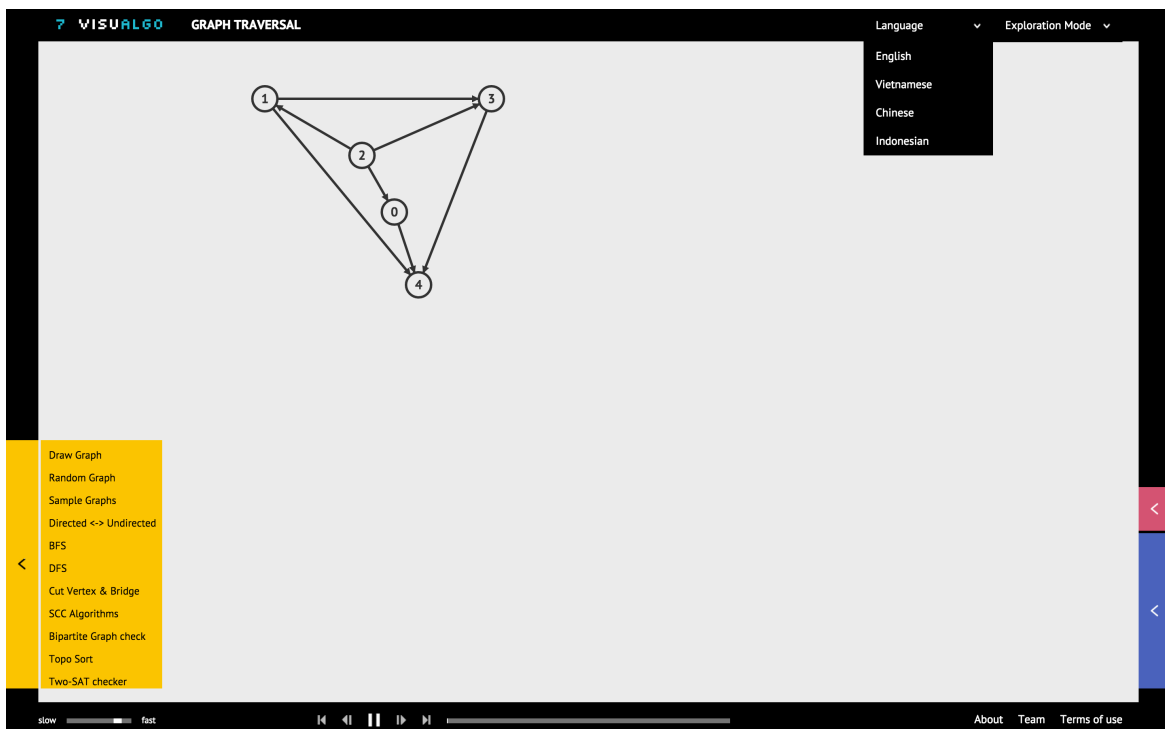 7 VISUALGO GRAPH TRAVERSAL Language Exploration Mode
English
Vietnamese
Chinese
Indonesian
1
3
2
0
4
Draw Graph
Random Graph
Sample Graphs
Directed <-> Undirected
BFS
DFS
Cut Vertex & Bridge
SCC Algorithms
Bipartite Graph check
Topo Sort
Two-SAT checker
slow fast About Team Terms of use